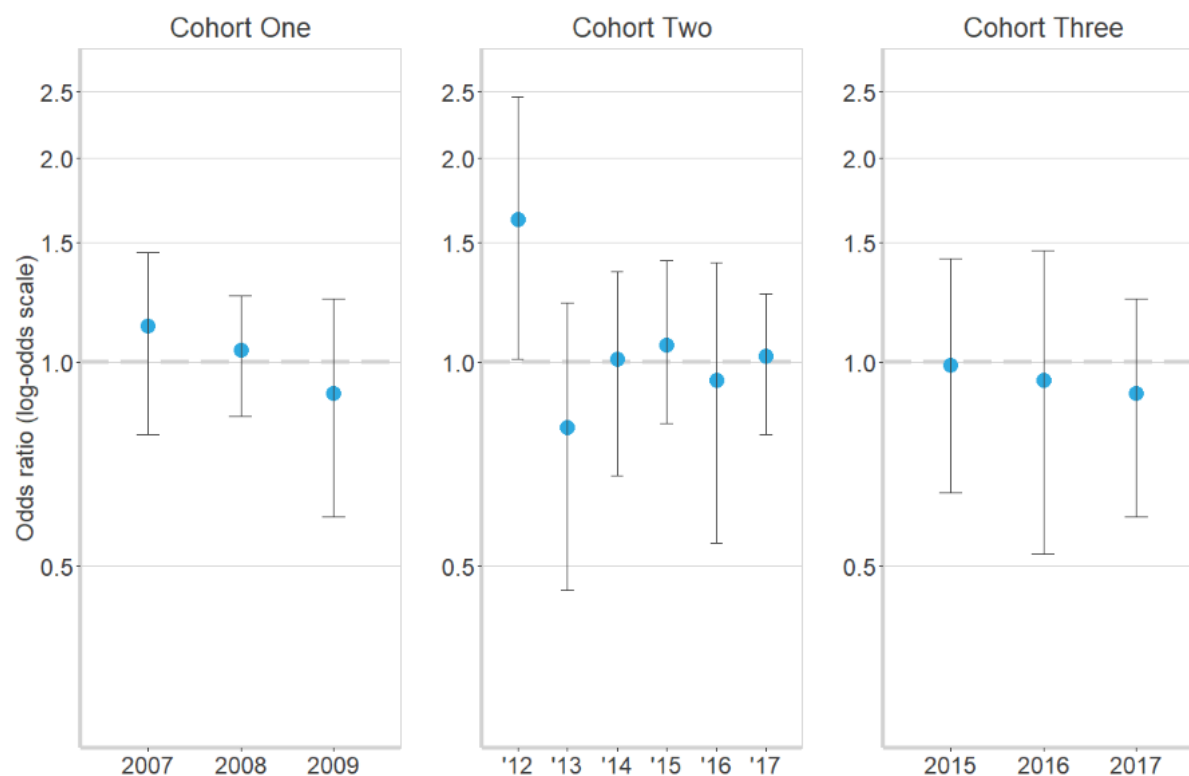 Cohort One
Cohort Two
Cohort Three
Odds ratio (log-odds scale)
2.5
2.0
1.5
1.0
0.5
2007 2008 2009
2.5
2.0
1.5
1.0
0.5
'12 '13 '14 '15 '16 '17
2.5
2.0
1.5
1.0
0.5
2015 2016 2017